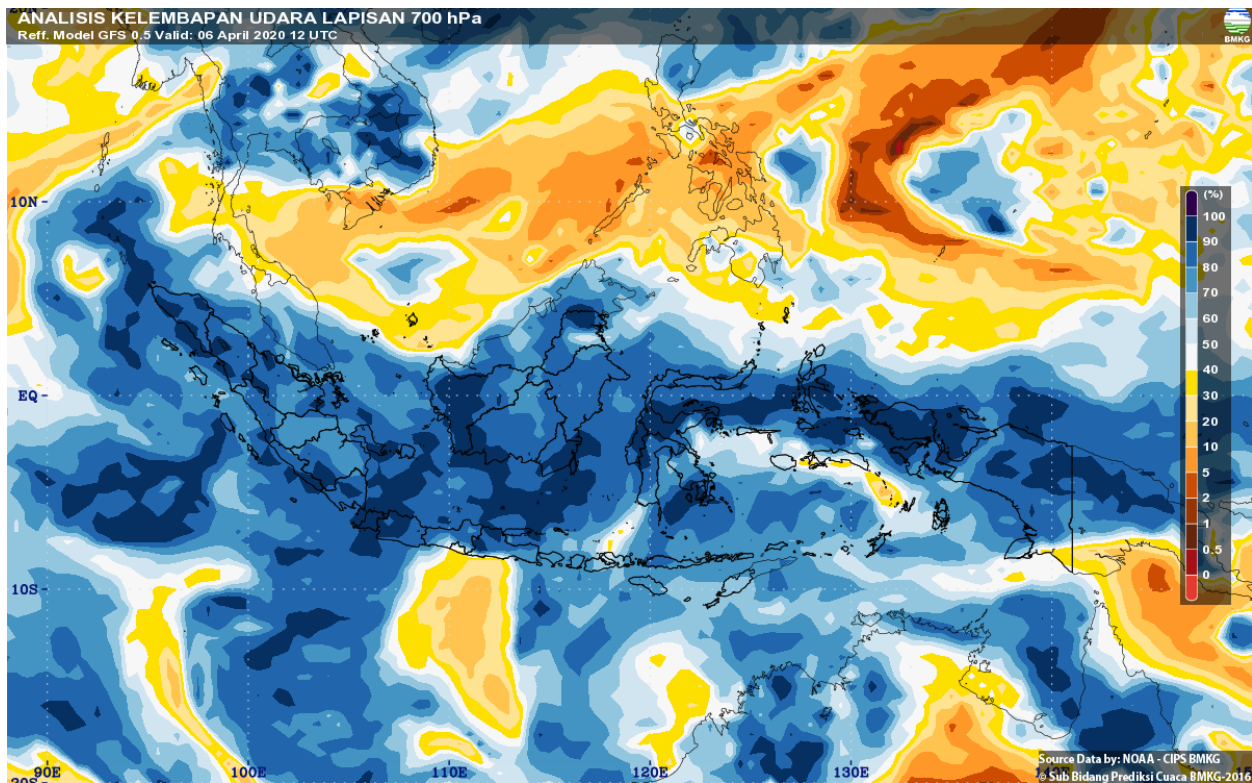 ANALISIS KELEMBAPAN UDARA LAPISAN 700 hPa
Reff. Model GFS 0.5 Valid: 06 April 2020 12 UTC
BMKG
10N
EQ
10S
20S
90E
100E
110E
120E
130E
(%)
100
90
80
70
60
50
40
30
20
10
5
2
1
0.5
0
Source Data by: NOAA - CIPS BMKG
© Sub Bidang Prediksi Cuaca BMKG-2016